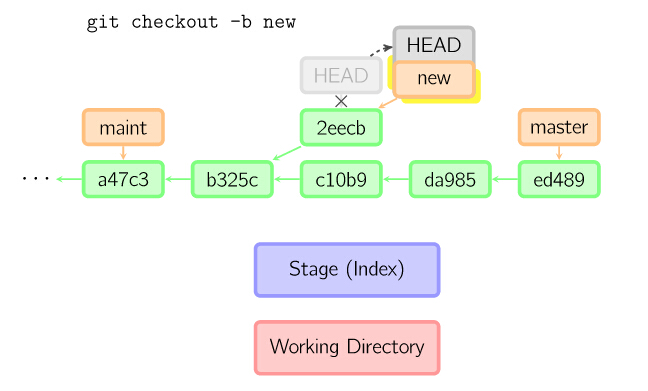 git checkout -b new
HEAD
HEAD
new
maint
2eecb
master
...
a47c3
b325c
c10b9
da985
ed489
Stage (Index)
Working Directory